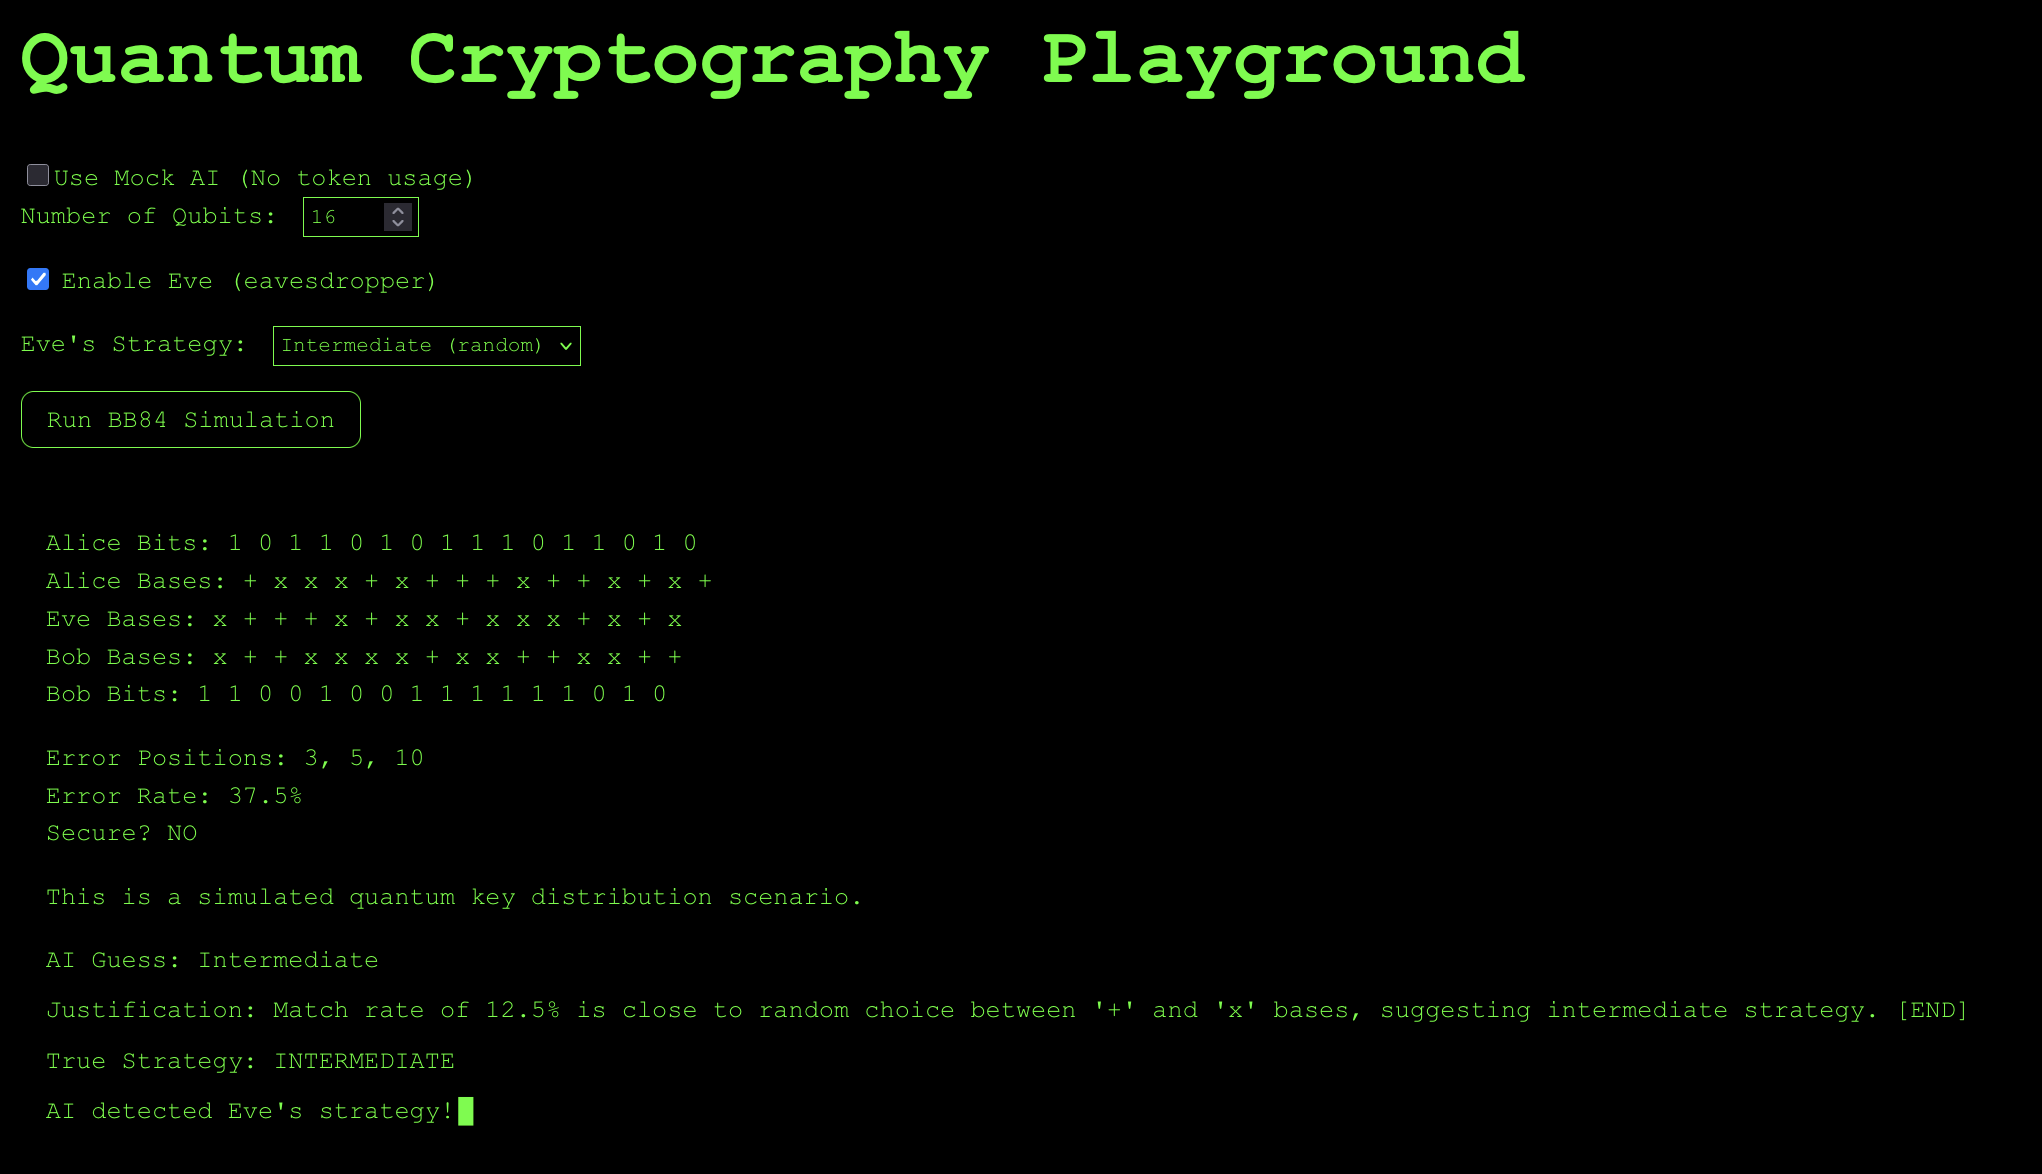 Quantum Cryptography Playground
Use Mock AI (No token usage)
Number of Qubits: 16
Enable Eve (eavesdropper)
Eve's Strategy: Intermediate (random)
Run BB84 Simulation
Alice Bits: 1 0 1 1 0 1 0 1 1 1 0 1 1 0 1 0
Alice Bases: + x x x + x + + + x + + x + x +
Eve Bases: x + + + x + x x + x x x + x + x
Bob Bases: x + + x x x x + x x + + x x + +
Bob Bits: 1 1 0 0 1 0 0 1 1 1 1 1 1 0 1 0
Error Positions: 3, 5, 10
Error Rate: 37.5%
Secure? NO
This is a simulated quantum key distribution scenario.
AI Guess: Intermediate
Justification: Match rate of 12.5% is close to random choice between '+' and 'x' bases, suggesting intermediate strategy. [END]
True Strategy: INTERMEDIATE
AI detected Eve's strategy!